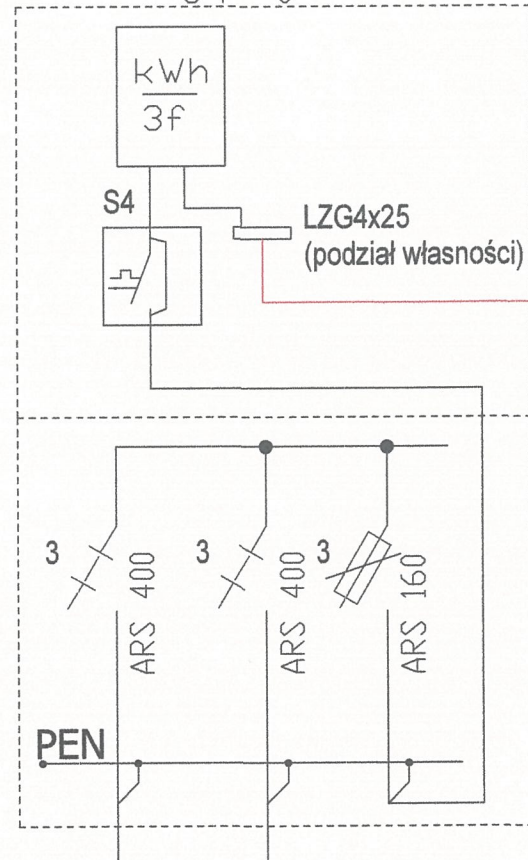 kWh
3f
S4
LZG4x25
(podział własności)
3
ARS 400
3
ARS 400
3
ARS 160
PEN